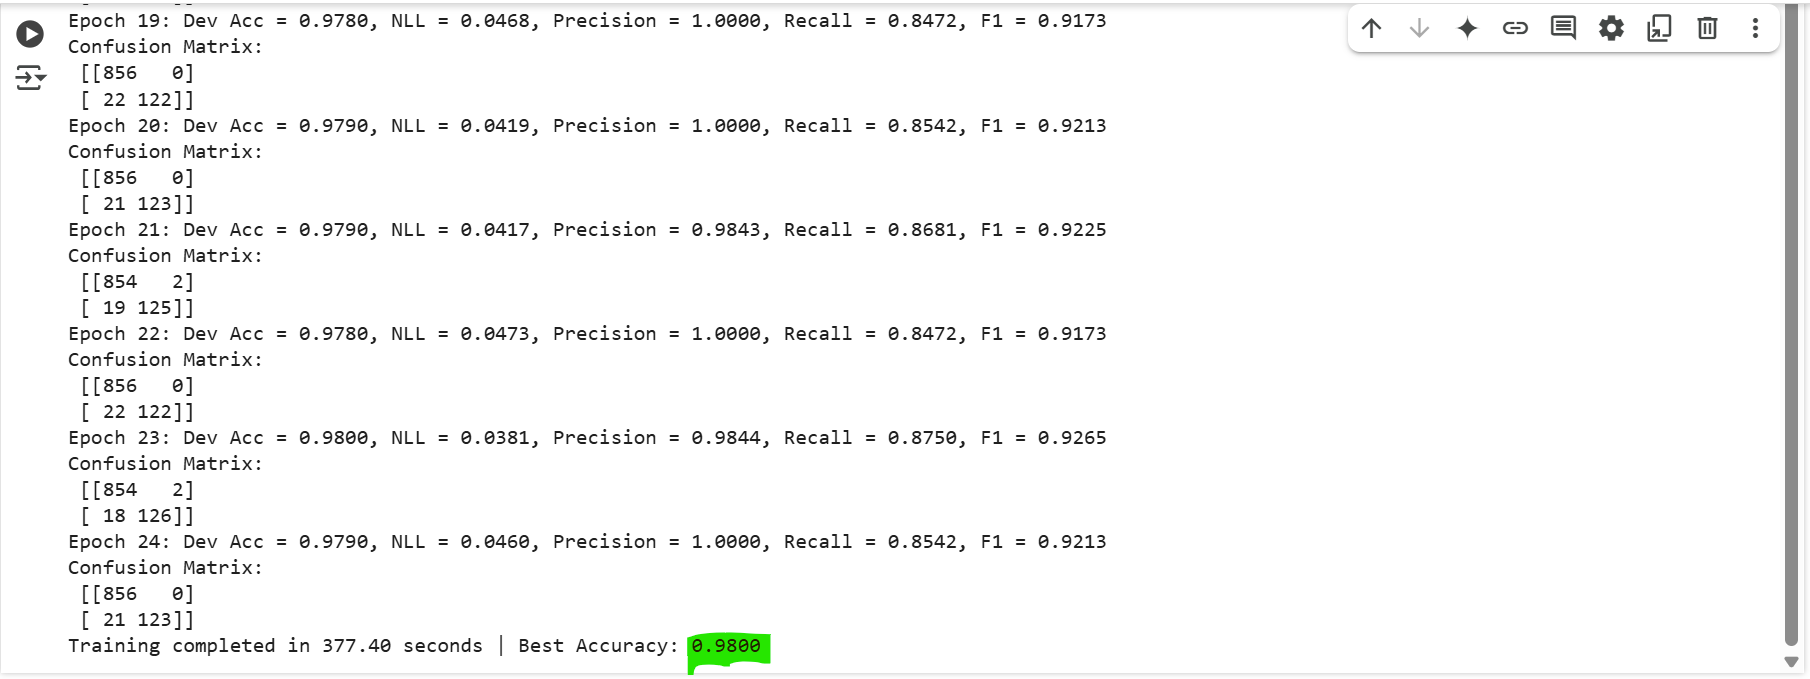 Epoch 19: Dev Acc = 0.9780, NLL = 0.0468, Precision = 1.0000, Recall = 0.8472, F1 = 0.9173
Confusion Matrix:
[[856   0]
[ 22 122]]
Epoch 20: Dev Acc = 0.9790, NLL = 0.0419, Precision = 1.0000, Recall = 0.8542, F1 = 0.9213
Confusion Matrix:
[[856   0]
[ 21 123]]
Epoch 21: Dev Acc = 0.9790, NLL = 0.0417, Precision = 0.9843, Recall = 0.8681, F1 = 0.9225
Confusion Matrix:
[[854   2]
[ 19 125]]
Epoch 22: Dev Acc = 0.9780, NLL = 0.0473, Precision = 1.0000, Recall = 0.8472, F1 = 0.9173
Confusion Matrix:
[[856   0]
[ 22 122]]
Epoch 23: Dev Acc = 0.9800, NLL = 0.0381, Precision = 0.9844, Recall = 0.8750, F1 = 0.9265
Confusion Matrix:
[[854   2]
[ 18 126]]
Epoch 24: Dev Acc = 0.9790, NLL = 0.0460, Precision = 1.0000, Recall = 0.8542, F1 = 0.9213
Confusion Matrix:
[[856   0]
[ 21 123]]
Training completed in 377.40 seconds | Best Accuracy: 0.9800